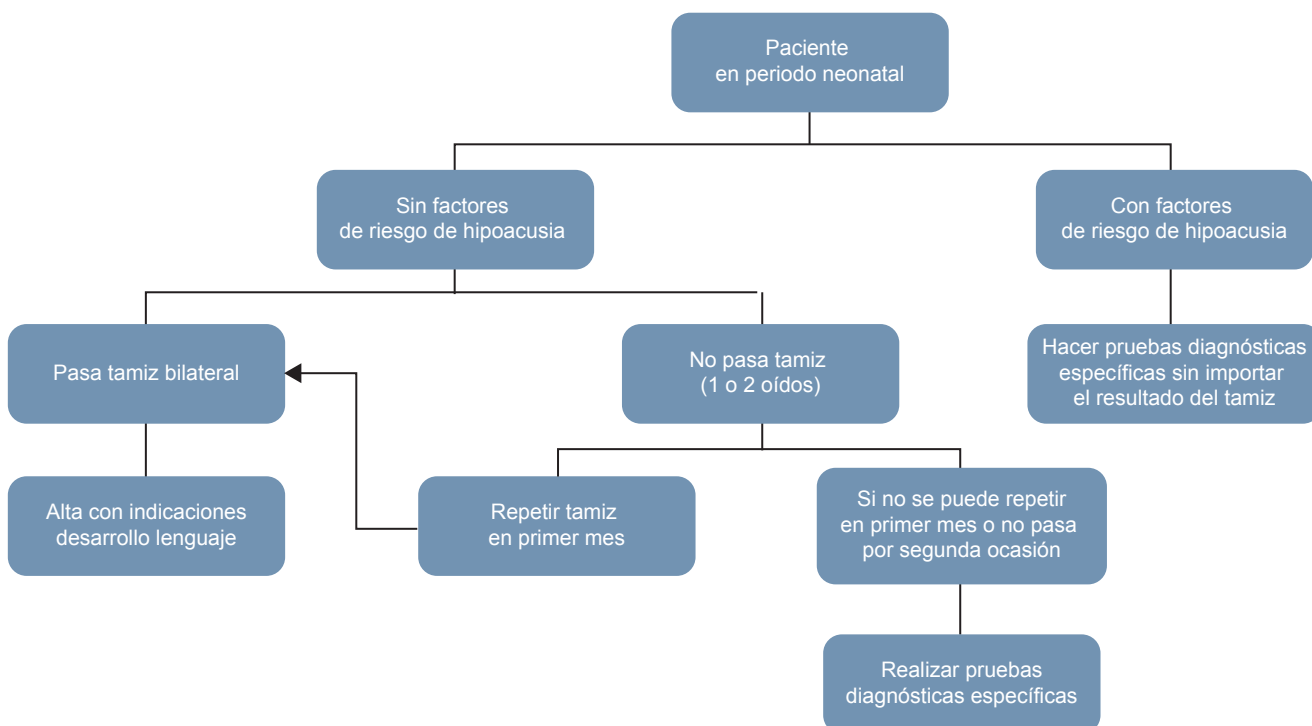 Paciente
en periodo neonatal
Sin factores
de riesgo de hipoacusia
Con factores
de riesgo de hipoacusia
Pasa tamiz bilateral
No pasa tamiz
(1 o 2 oídos)
Hacer pruebas diagnósticas
específicas sin importar
el resultado del tamiz
Alta con indicaciones
desarrollo lenguaje
Repetir tamiz
en primer mes
Si no se puede repetir
en primer mes o no pasa
por segunda ocasión
Realizar pruebas
diagnósticas específicas